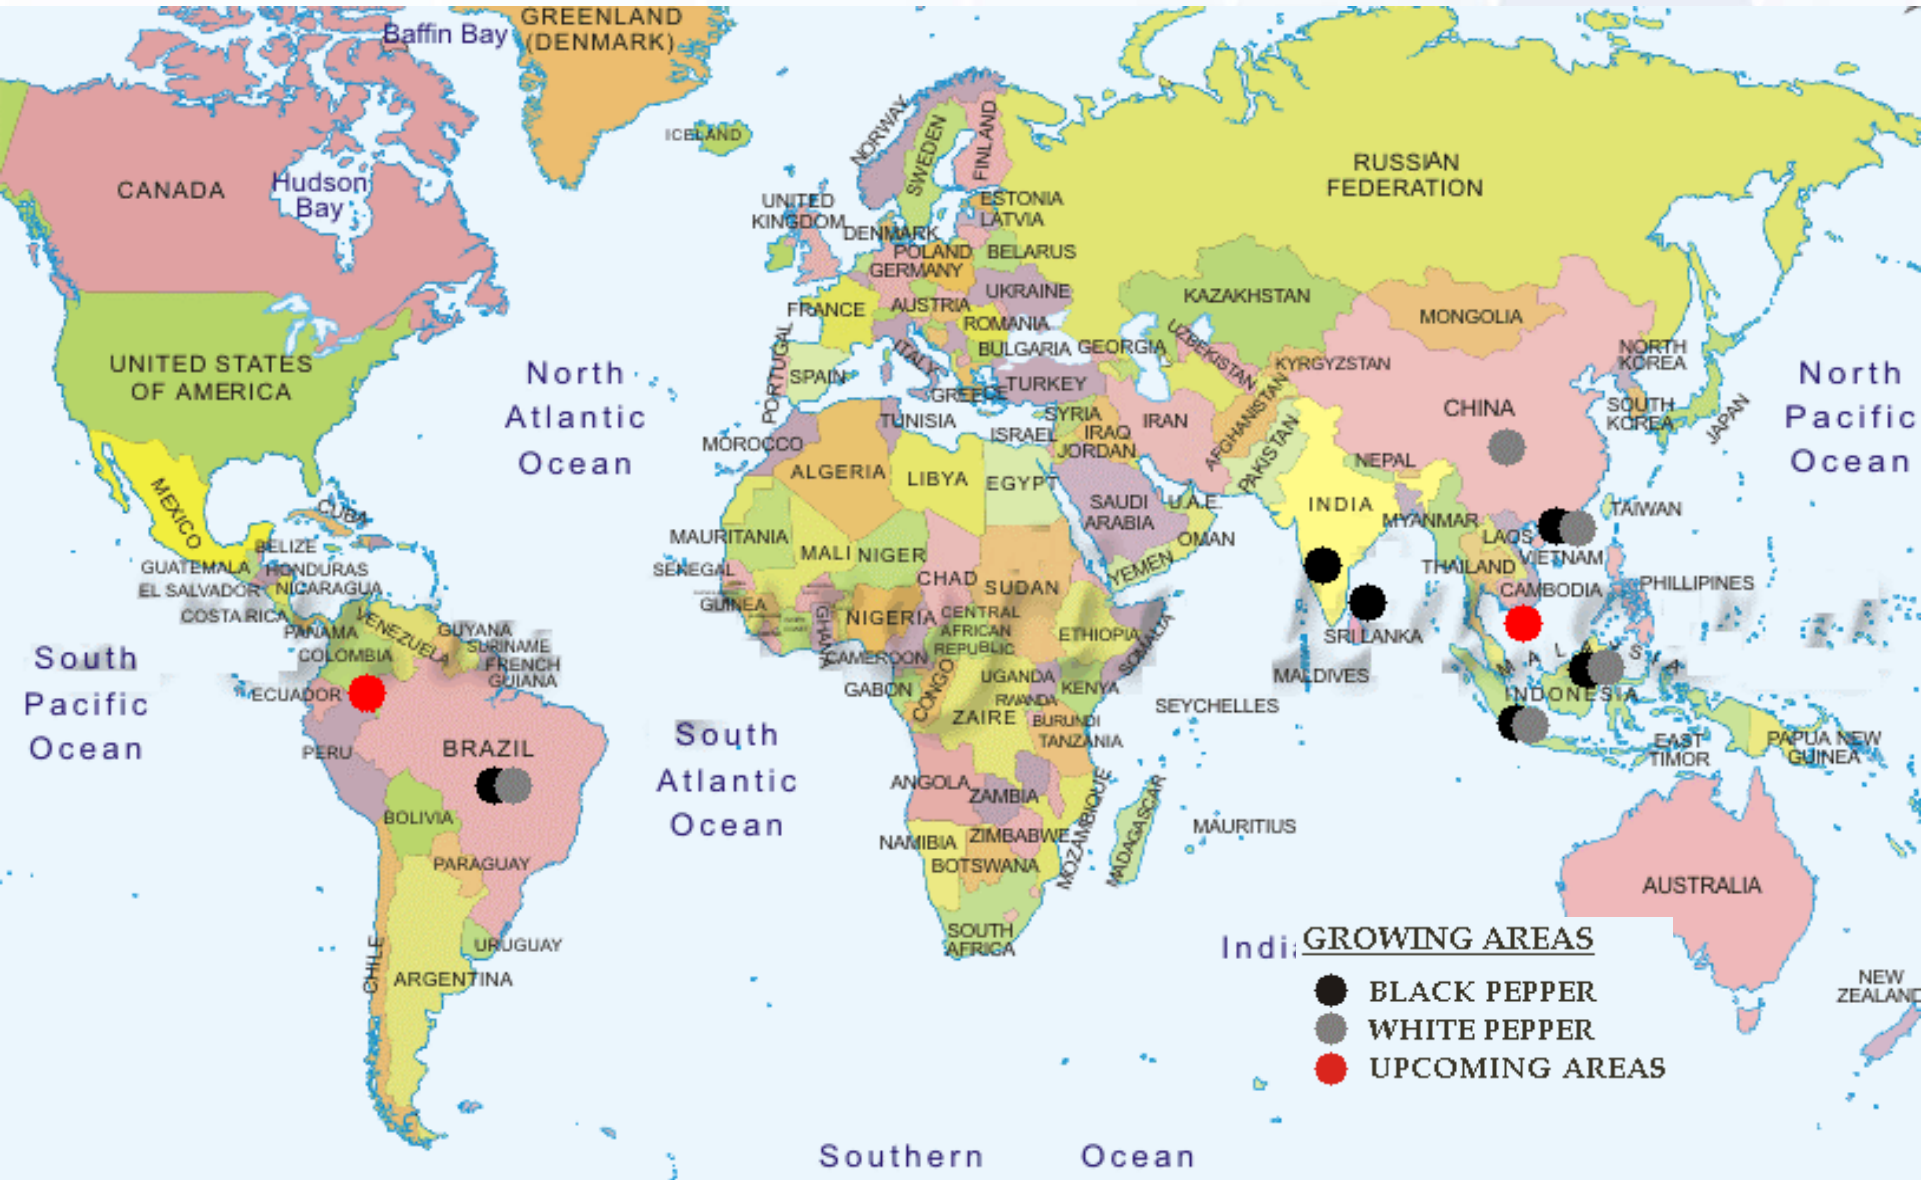 GREENLAND
(DENMARK)
Baffin Bay
ICELAND
CANADA
Hudson
Bay
NORWAY
SWEDEN
FINLAND
RUSSIAN
FEDERATION
UNITED
KINGDOM
ESTONIA
LATVIA
DENMARK
POLAND
BELARUS
GERMANY
UKRAINE
FRANCE
AUSTRIA
ROMANIA
KAZAKHSTAN
MONGOLIA
ITALY
BULGARIA
GEORGIA
UZBEKISTAN
KYRGYZSTAN
NORTH
KOREA
PORTUGAL
SPAIN
GREECE
TURKEY
UNITED STATES
OF AMERICA
North
Atlantic
Ocean
North
Pacific
Ocean
TUNISIA
SYRIA
ISRAEL
IRAQ
JORDAN
IRAN
AFGHANISTAN
PAKISTAN
CHINA
SOUTH
KOREA
JAPAN
MOROCCO
ALGERIA
LIBYA
EGYPT
NEPAL
MEXICO
CUBA
SAUDI
ARABIA
U.A.E.
OMAN
YEMEN
INDIA
MYANMAR
TAIWAN
LAOS
VIETNAM
THAILAND
CAMBODIA
PHILLIPINES
BELIZE
GUATEMALA
HONDURAS
EL SALVADOR
NICARAGUA
COSTA RICA
PANAMA
MAURITANIA
MALI
NIGER
SENEGAL
CHAD
SUDAN
GUINEA
GHANA
NIGERIA
CENTRAL
AFRICAN
REPUBLIC
ETHIOPIA
SOMALIA
CAMEROON
SRI LANKA
MALDIVES
MALAYSIA
INDONESIA
VENEZUELA
GUYANA
SURINAME
FRENCH
GUIANA
COLOMBIA
ECUADOR
South
Pacific
Ocean
GABON
CONGO
UGANDA
RWANDA
KENYA
ZAIRE
BURUNDI
TANZANIA
SEYCHELLES
PERU
BRAZIL
South
Atlantic
Ocean
EAST
TIMOR
PAPUA NEW
GUINEA
BOLIVIA
PARAGUAY
ANGOLA
ZAMBIA
MOZAMBIQUE
MADAGASCAR
MAURITIUS
NAMIBIA
ZIMBABWE
BOTSWANA
AUSTRALIA
SOUTH
AFRICA
CHILE
URUGUAY
ARGENTINA
Indi
GROWING AREAS
BLACK PEPPER
WHITE PEPPER
UPCOMING AREAS
NEW
ZEALAND
Southern Ocean